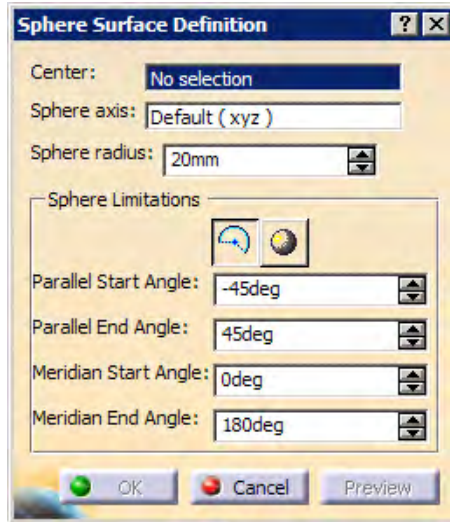 Sphere Surface Definition ? X
Center: No selection
Sphere axis: Default ( xyz )
Sphere radius: 20mm
Sphere Limitations
Parallel Start Angle: -45deg
Parallel End Angle: 45deg
Meridian Start Angle: 0deg
Meridian End Angle: 180deg
OK Cancel Preview